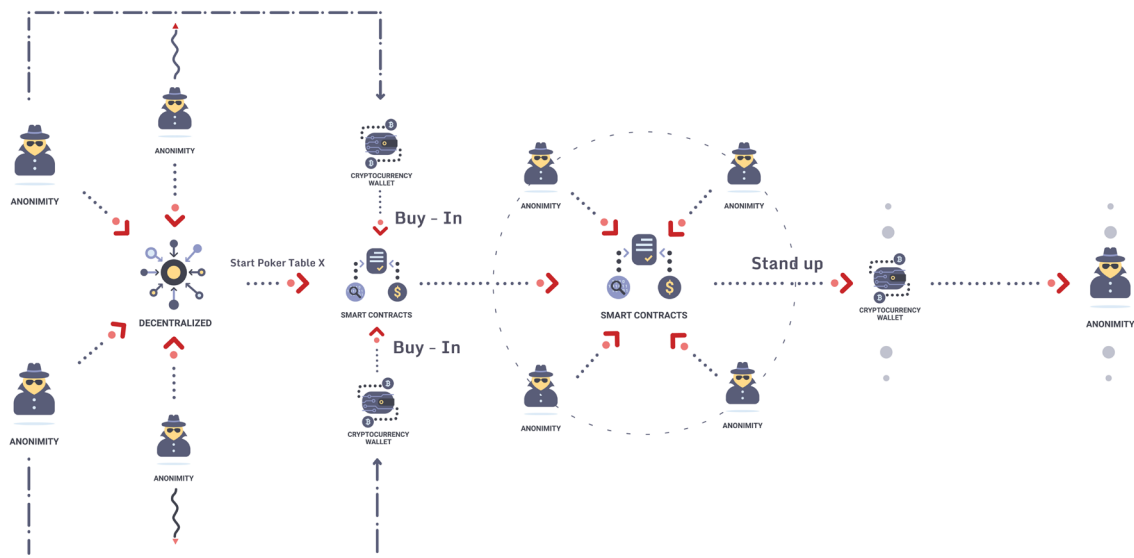 ANONIMITY
ANONIMITY
CRYPTOCURRENCY
WALLET
Buy - In
ANONIMITY
ANONIMITY
Start Poker Table X
DECENTRALIZED
SMART CONTRACTS
SMART CONTRACTS
Stand up
CRYPTOCURRENCY
WALLET
ANONIMITY
Buy - In
ANONIMITY
ANONIMITY
CRYPTOCURRENCY
WALLET
ANONIMITY
ANONIMITY